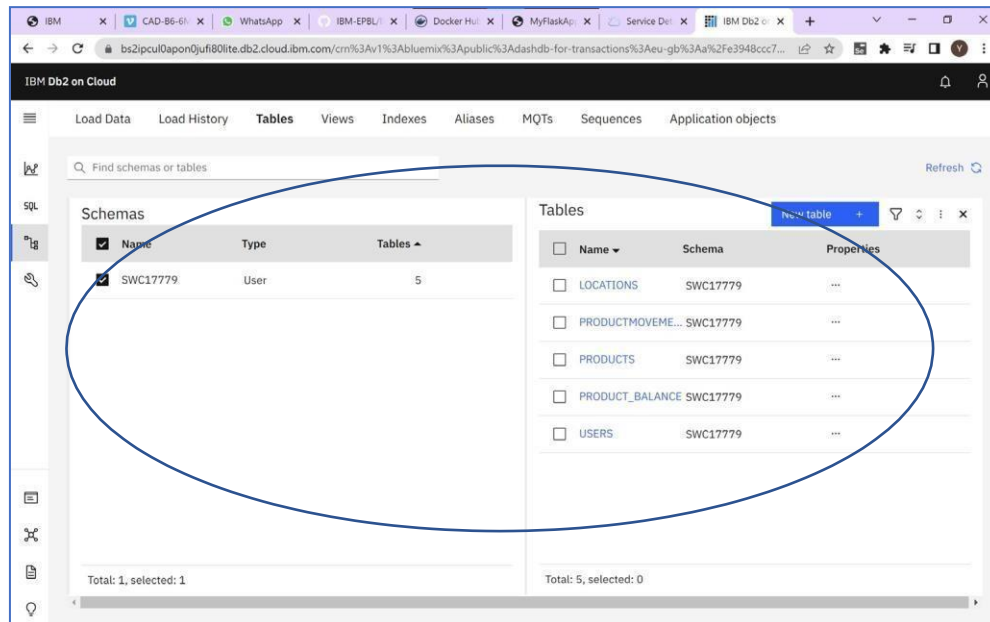 IBM CAD-B6-6N WhatsApp IBM-EPBL/I Docker Hu MyFlaskAp Service Det IBM Db2 o
bs2ipcul0apon0jufi80lite.db2.cloud.ibm.com/crn%3Av1%3Abluemix%3Apublic%3Adashdb-for-transactions%3Aeu-gb%3Aa%2Fe3948ccc7... Y
IBM Db2 on Cloud
Load Data Load History Tables Views Indexes Aliases MQTs Sequences Application objects
Find schemas or tables Refresh
SQL
Schemas Tables New table +
Name Type Tables Name Schema Properties
SWC17779 User 5 LOCATIONS SWC17779 ...
PRODUCTMOVEME... SWC17779 ...
PRODUCTS SWC17779 ...
PRODUCT_BALANCE SWC17779 ...
USERS SWC17779 ...
Total: 1, selected: 1 Total: 5, selected: 0